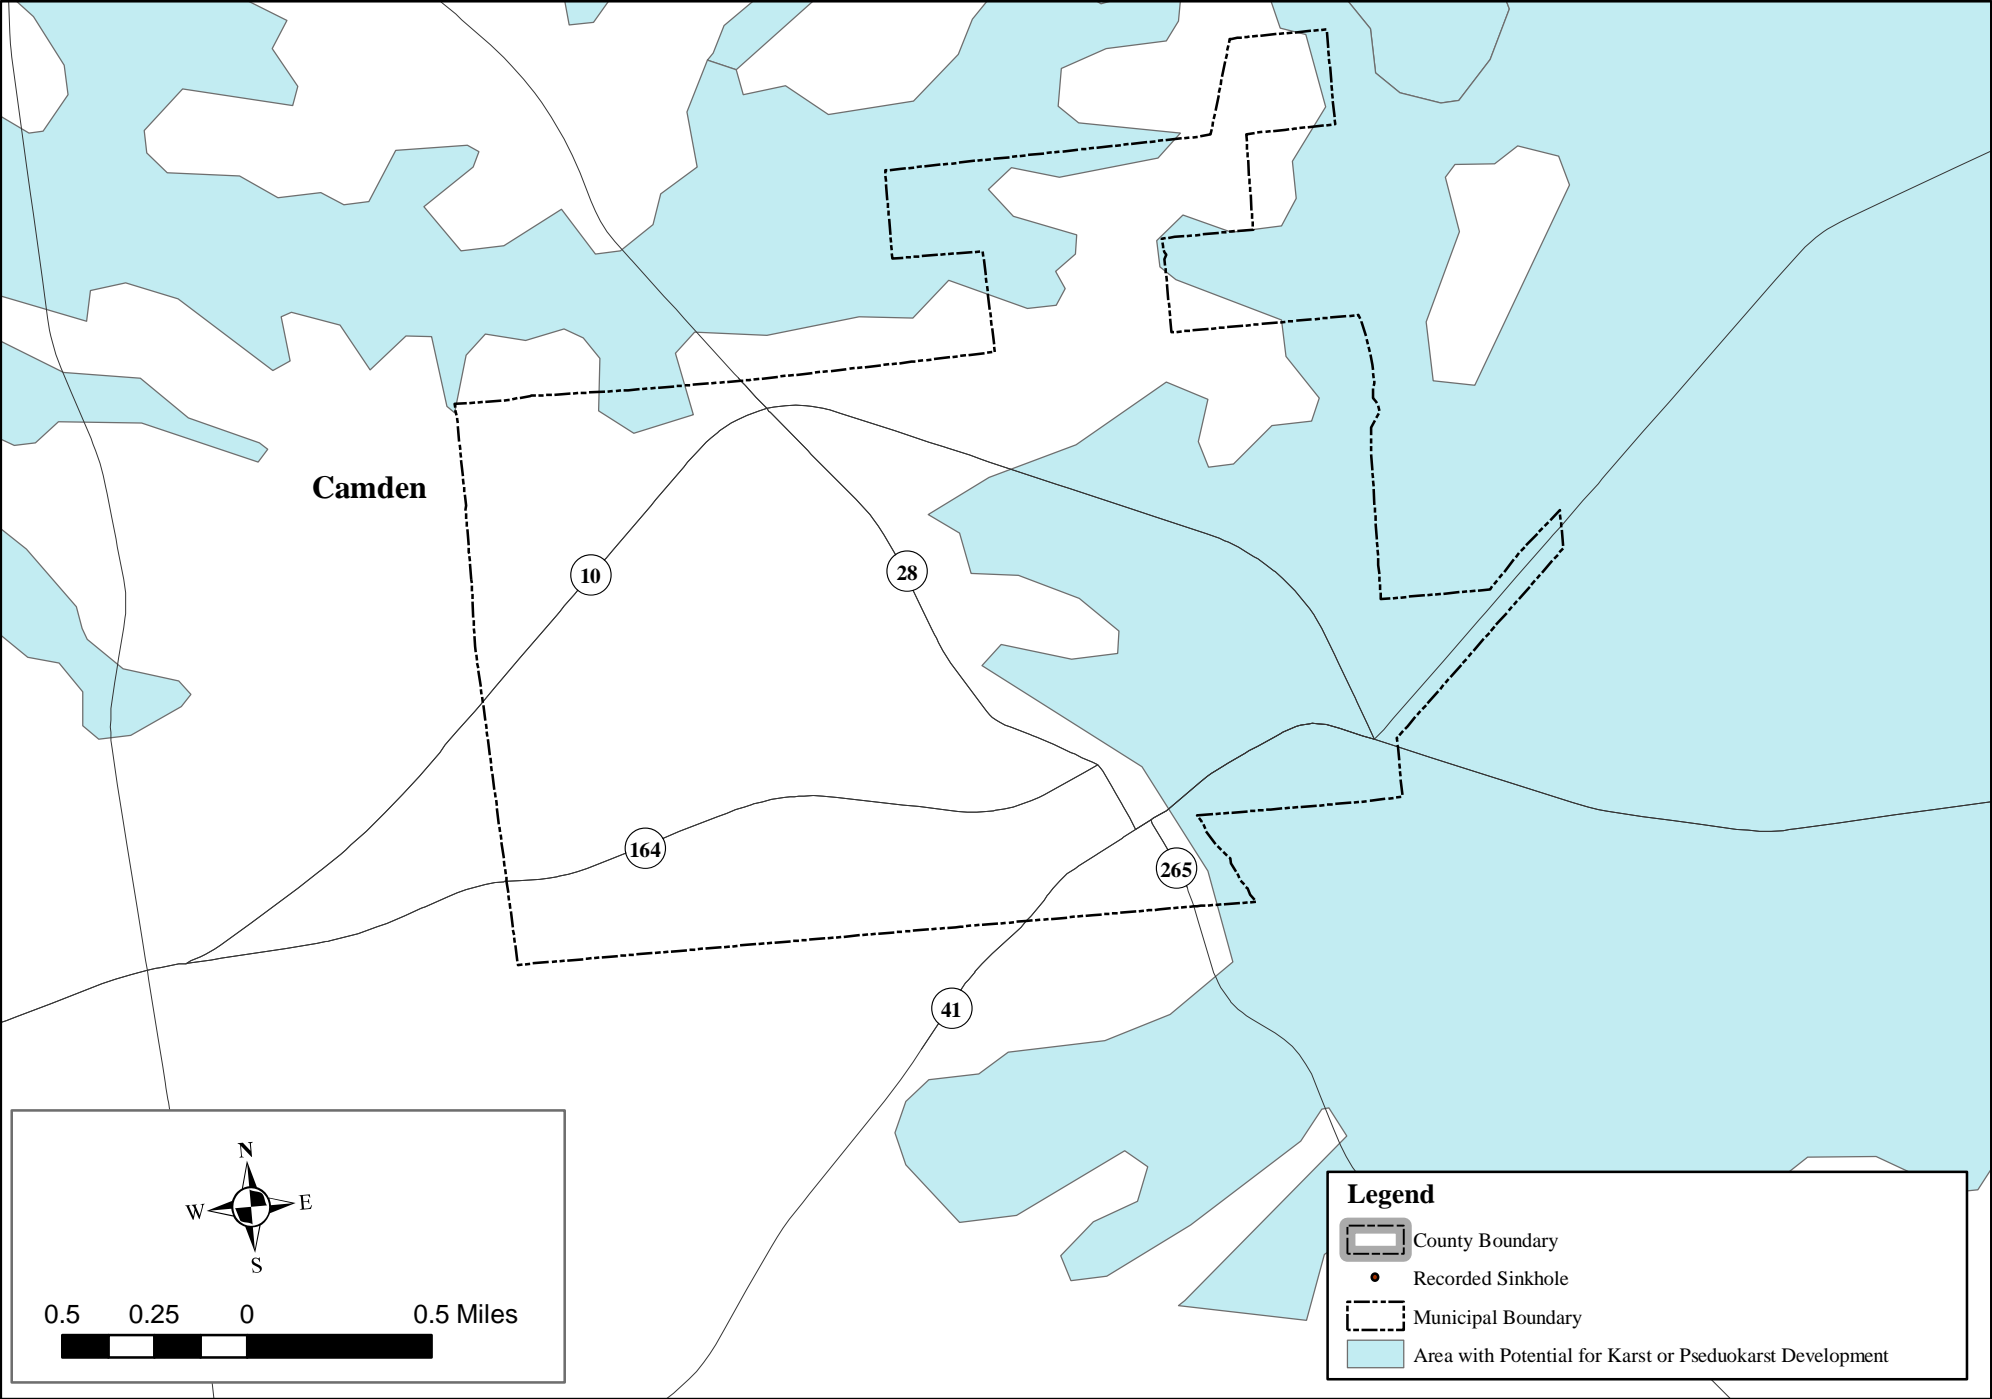 Camden
10
28
164
265
41
N
W
E
S
0.5 0.25 0 0.5 Miles
Legend
County Boundary
Recorded Sinkhole
Municipal Boundary
Area with Potential for Karst or Pseduokarst Development